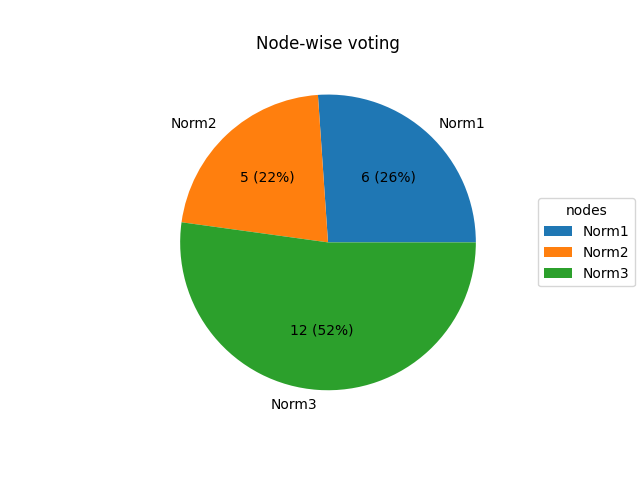 Node-wise voting
Norm2
Norm1
5 (22%)
6 (26%)
12 (52%)
Norm3
nodes
Norm1
Norm2
Norm3